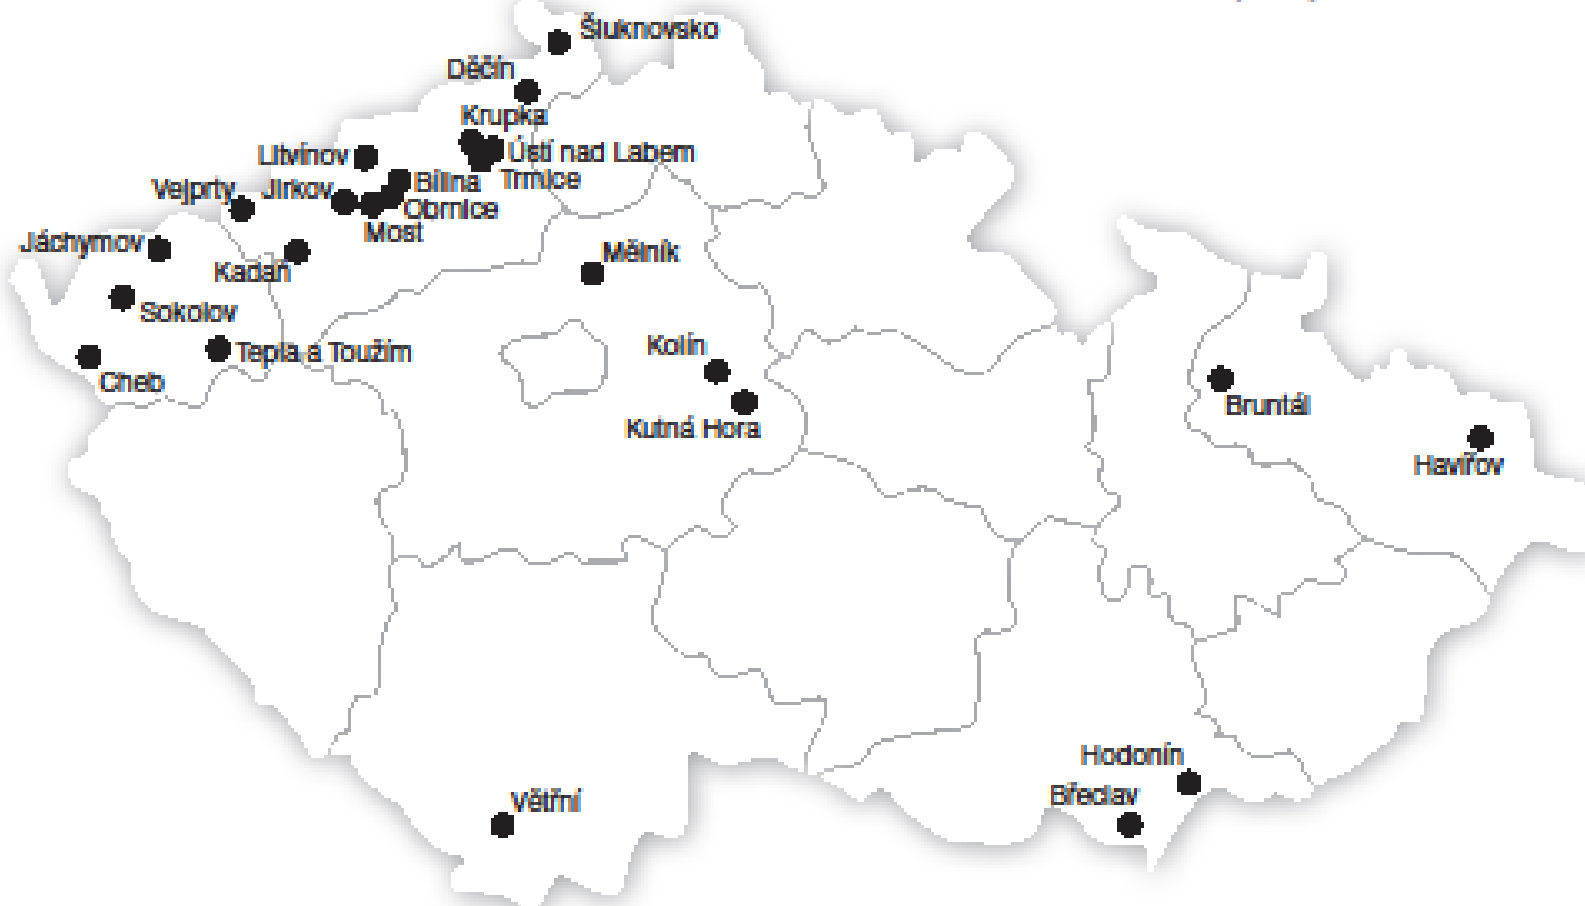 Šluknovsko
Děčín
Krupka
Ústí nad Labem
Litvínov
Trmice
Bílina
Vejprty
Jirkov
Obrnice
Most
Jáchymov
Mělník
Kadaň
Sokolov
Kolín
Teplá a Toužím
Cheb
Bruntál
Kutná Hora
Havířov
Hodonín
Břeclav
Větřní